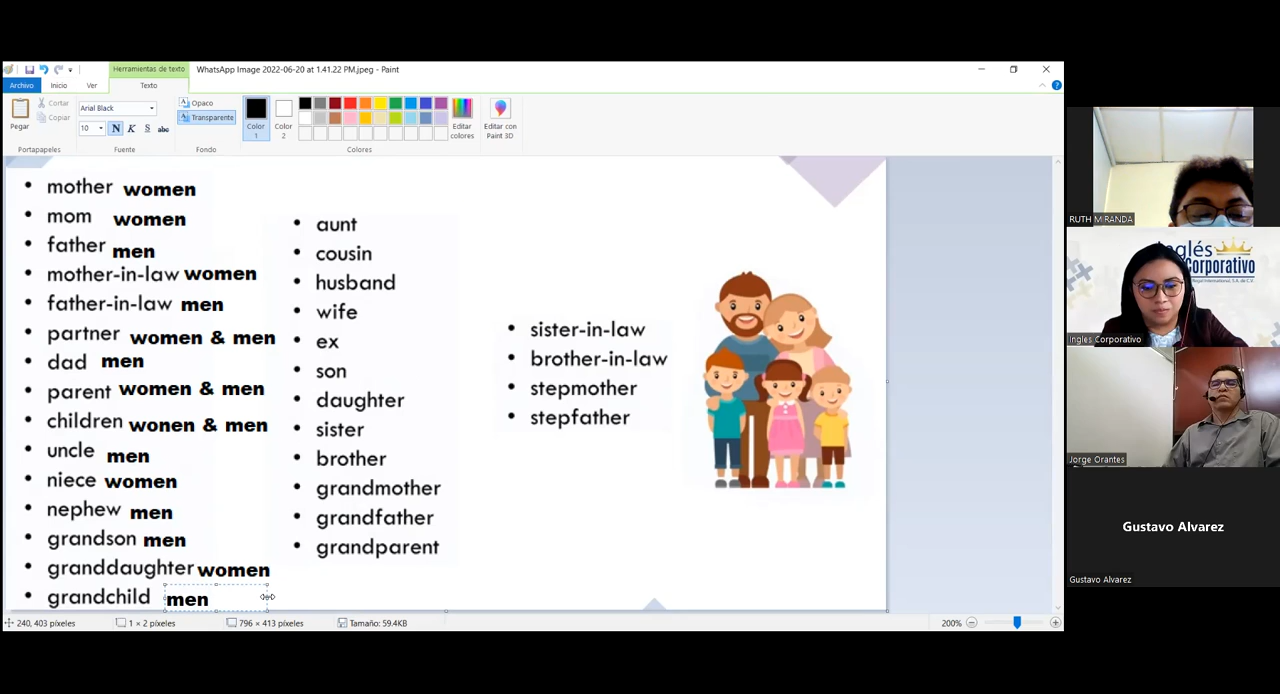 Herramientas de texto
WhatsApp Image 2022-06-20 at 1.41.22 PM.jpeg - Paint
Archivo Inicio Ver Texto
Pegar
Cortar
Copiar
Portapapeles
Arial Black
10 N K S abc
Fuente
Opaco
Transparente
Fondo
Color 1
Color 2
Editar colores
Colores
Editar con Paint 3D
• mother women
• mom women
• father men
• mother-in-law women
• father-in-law men
• partner women & men
• dad men
• parent women & men
• children wonen & men
• uncle men
• niece women
• nephew men
• grandson men
• granddaughter women
• grandchild men
• aunt
• cousin
• husband
• wife
• ex
• son
• daughter
• sister
• brother
• grandmother
• grandfather
• grandparent
• sister-in-law
• brother-in-law
• stepmother
• stepfather
240, 403 píxeles
1 × 2 píxeles
796 × 413 píxeles
Tamaño: 59.4KB
200%
RUTH MIRANDA
Inglés
Corporativo
Ingles Corporativo
Jorge Orantes
Gustavo Alvarez
Gustavo Alvarez